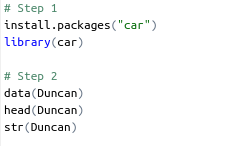 # Step 1
install.packages("car")
library(car)
# Step 2
data(Duncan)
head(Duncan)
str(Duncan)